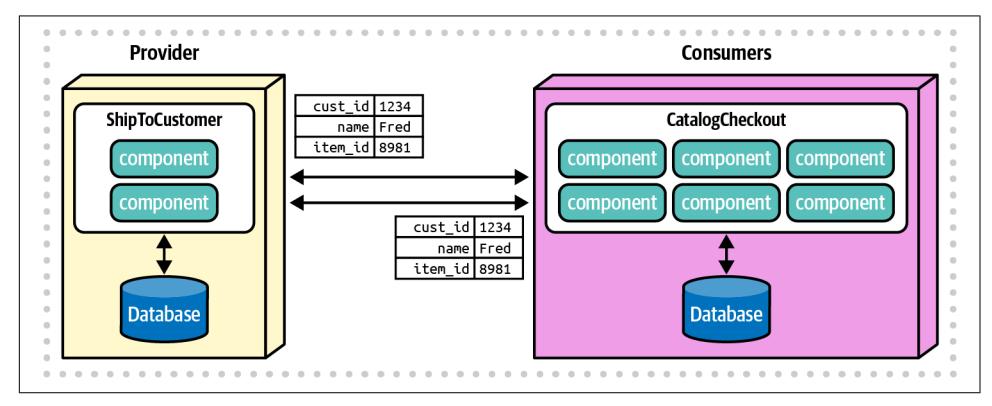 Provider
Consumers
ShipToCustomer
component
component
Database
cust_id 1234
name Fred
item_id 8981
cust_id 1234
name Fred
item_id 8981
CatalogCheckout
component component component
component component component
Database